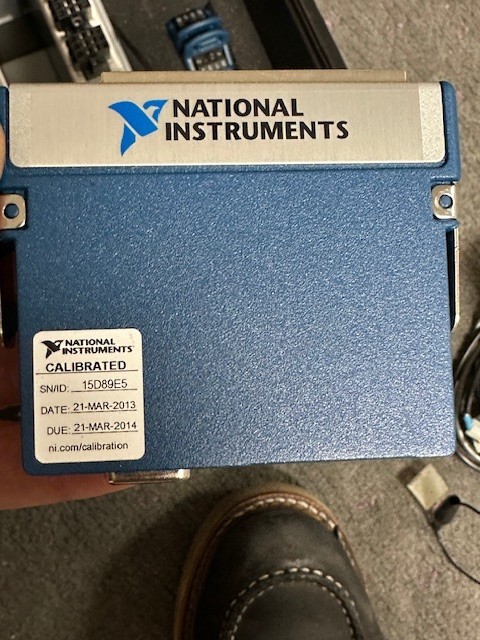 NATIONAL
INSTRUMENTS
NATIONAL
INSTRUMENTS
CALIBRATED
SN/ID: 15D89E5
DATE: 21-MAR-2013
DUE: 21-MAR-2014
ni.com/calibration